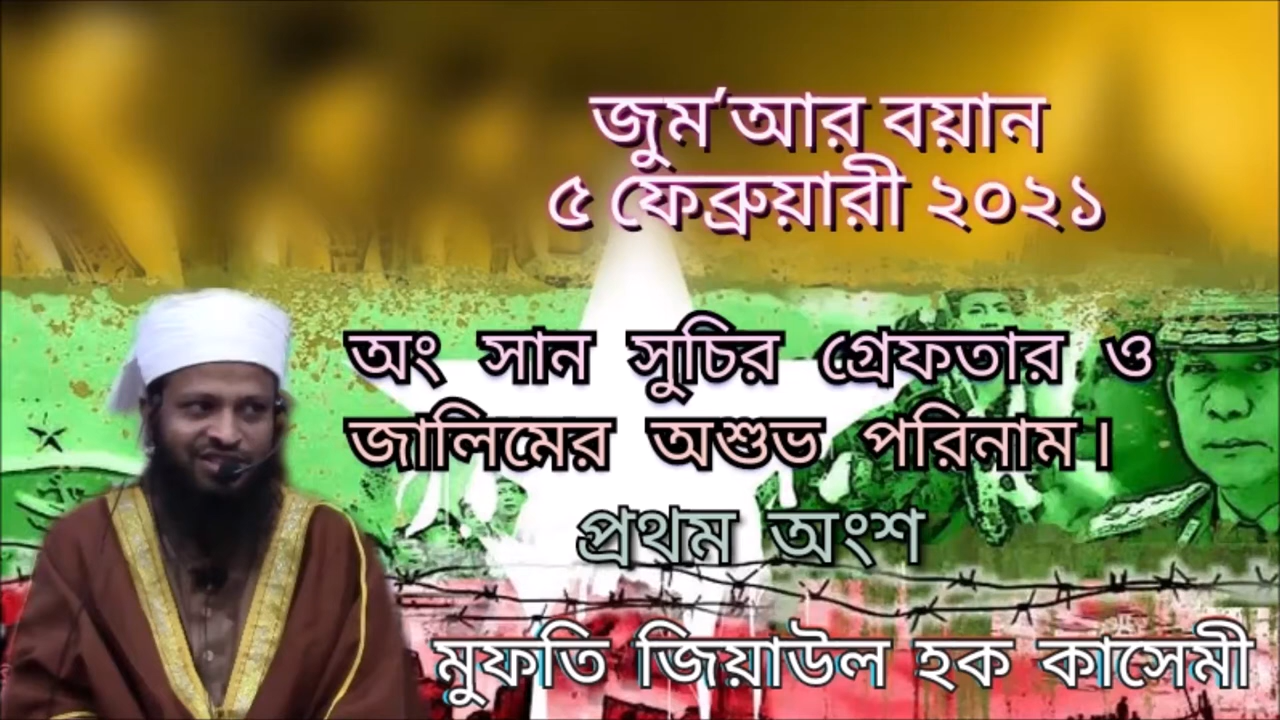 জুম'আর বয়ান
৫ ফেব্রুয়ারী ২০২১
অং সান সুচির গ্রেফতার ও
জালিমের অশুভ পরিনাম।
প্রথম অংশ
মুফতি জিয়াউল হক কাসেমী